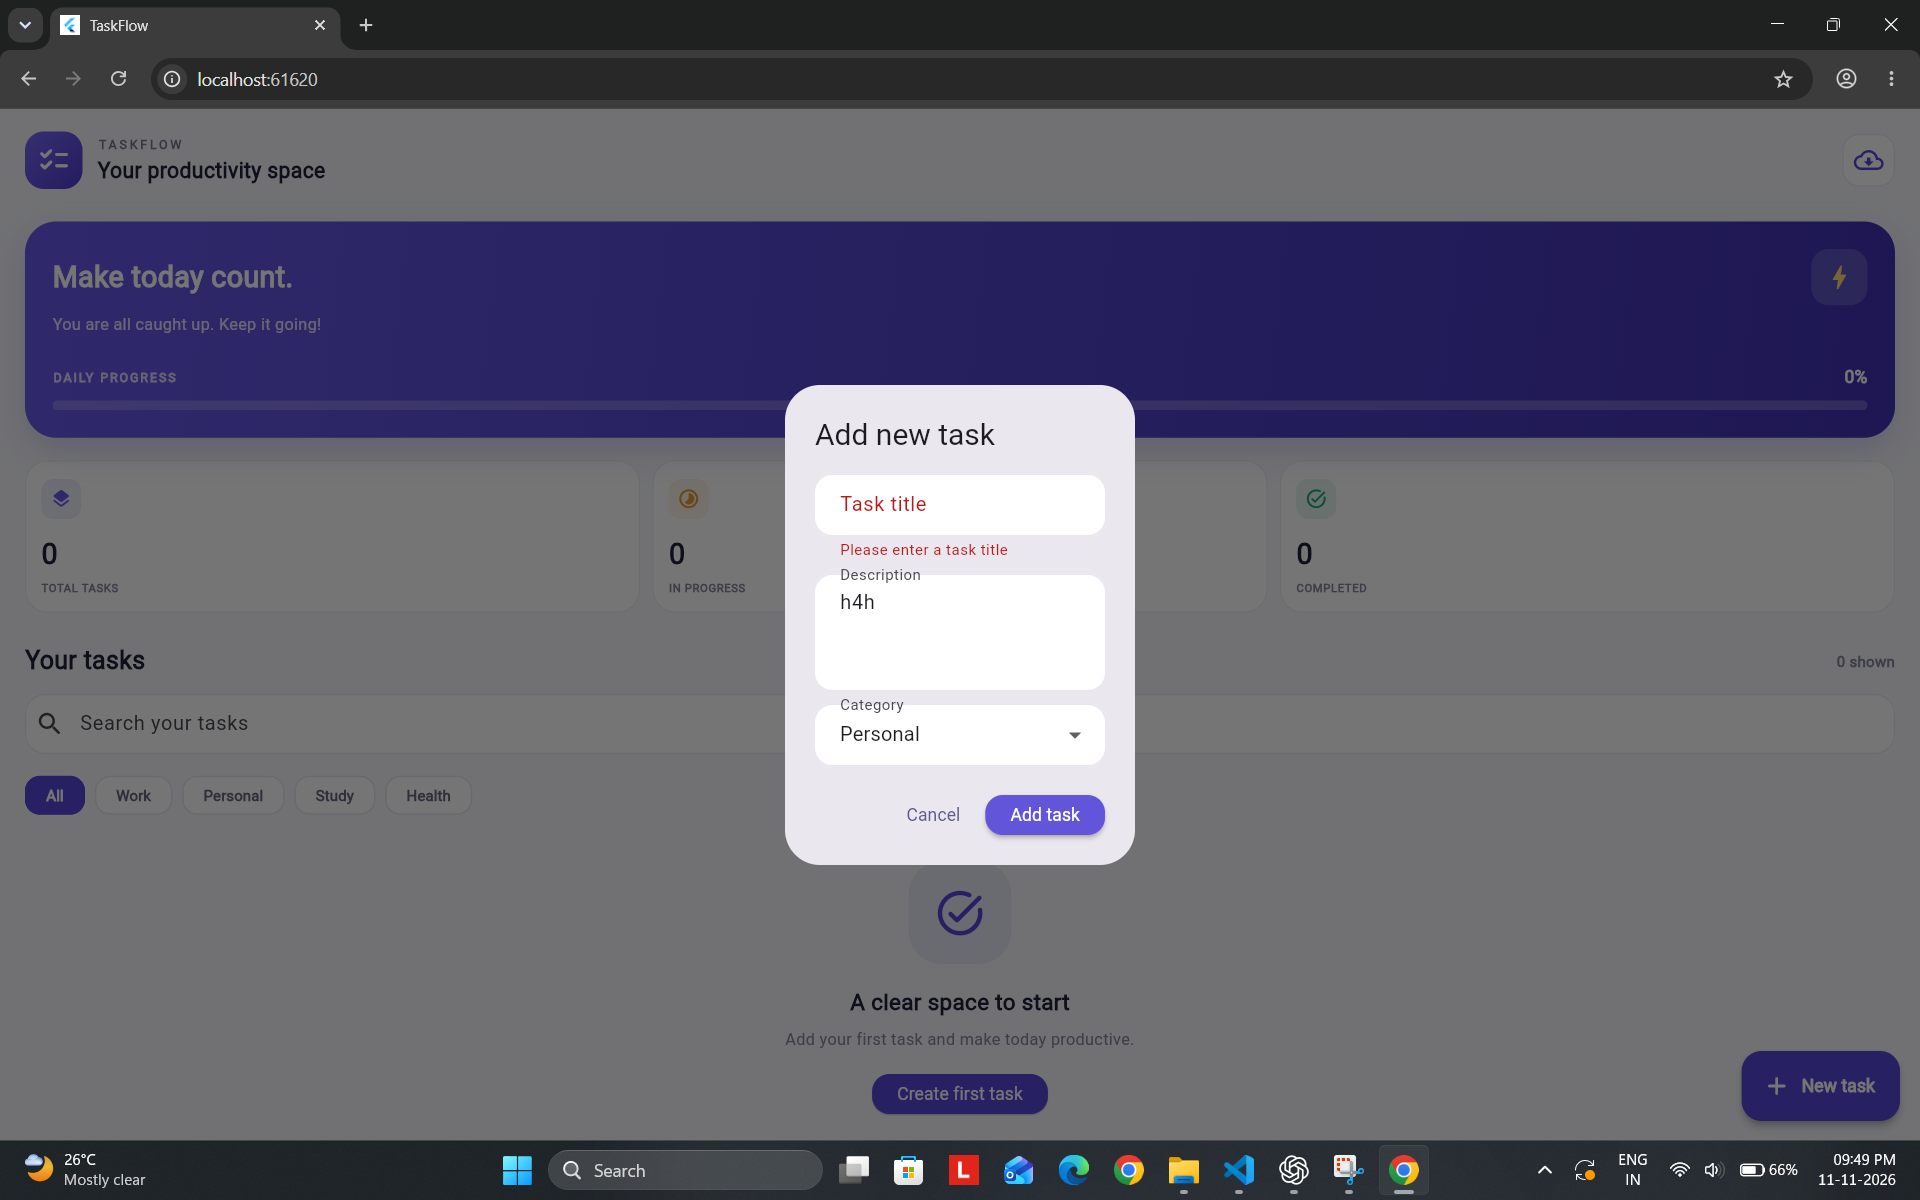 TaskFlow
localhost:61620
TASKFLOW
Your productivity space
Make today count.
You are all caught up. Keep it going!
DAILY PROGRESS
0%
Add new task
Task title
Please enter a task title
Description
h4h
Category
Personal
Cancel
Add task
0
TOTAL TASKS
0
IN PROGRESS
0
COMPLETED
Your tasks
0 shown
Search your tasks
All
Work
Personal
Study
Health
A clear space to start
Add your first task and make today productive.
Create first task
New task
26°C
Mostly clear
Search
L
ENG
IN
66%
09:49 PM
11-11-2026